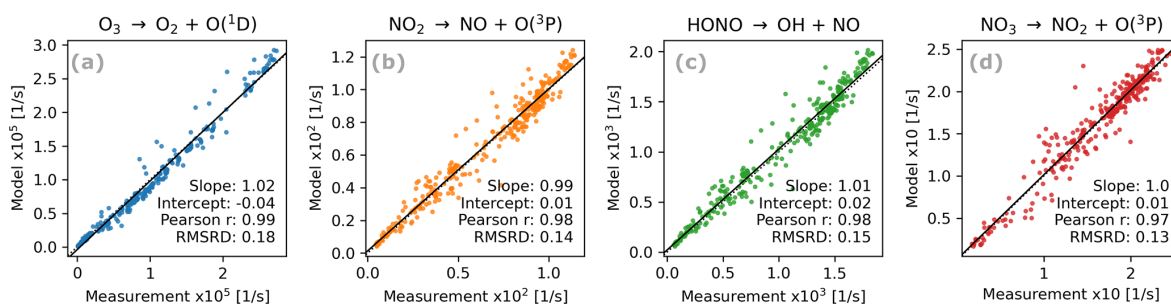 O₃ → O₂ + O(¹D)
(a)
Model x10⁵ [1/s]
3.0
2.5
2.0
1.5
1.0
0.5
0.0
Slope: 1.02
Intercept: -0.04
Pearson r: 0.99
RMSRD: 0.18
0
1
2
Measurement x10⁵ [1/s]
NO₂ → NO + O(³P)
(b)
Model x10² [1/s]
1.2
1.0
0.8
0.6
0.4
0.2
0.0
Slope: 0.99
Intercept: 0.01
Pearson r: 0.98
RMSRD: 0.14
0.0
0.5
1.0
Measurement x10² [1/s]
HONO → OH + NO
(c)
Model x10³ [1/s]
2.0
1.5
1.0
0.5
0.0
Slope: 1.01
Intercept: 0.02
Pearson r: 0.98
RMSRD: 0.15
0.0
0.5
1.0
1.5
Measurement x10³ [1/s]
NO₃ → NO₂ + O(³P)
(d)
Model x10 [1/s]
2.5
2.0
1.5
1.0
0.5
Slope: 1.0
Intercept: 0.01
Pearson r: 0.97
RMSRD: 0.13
1
2
Measurement x10 [1/s]